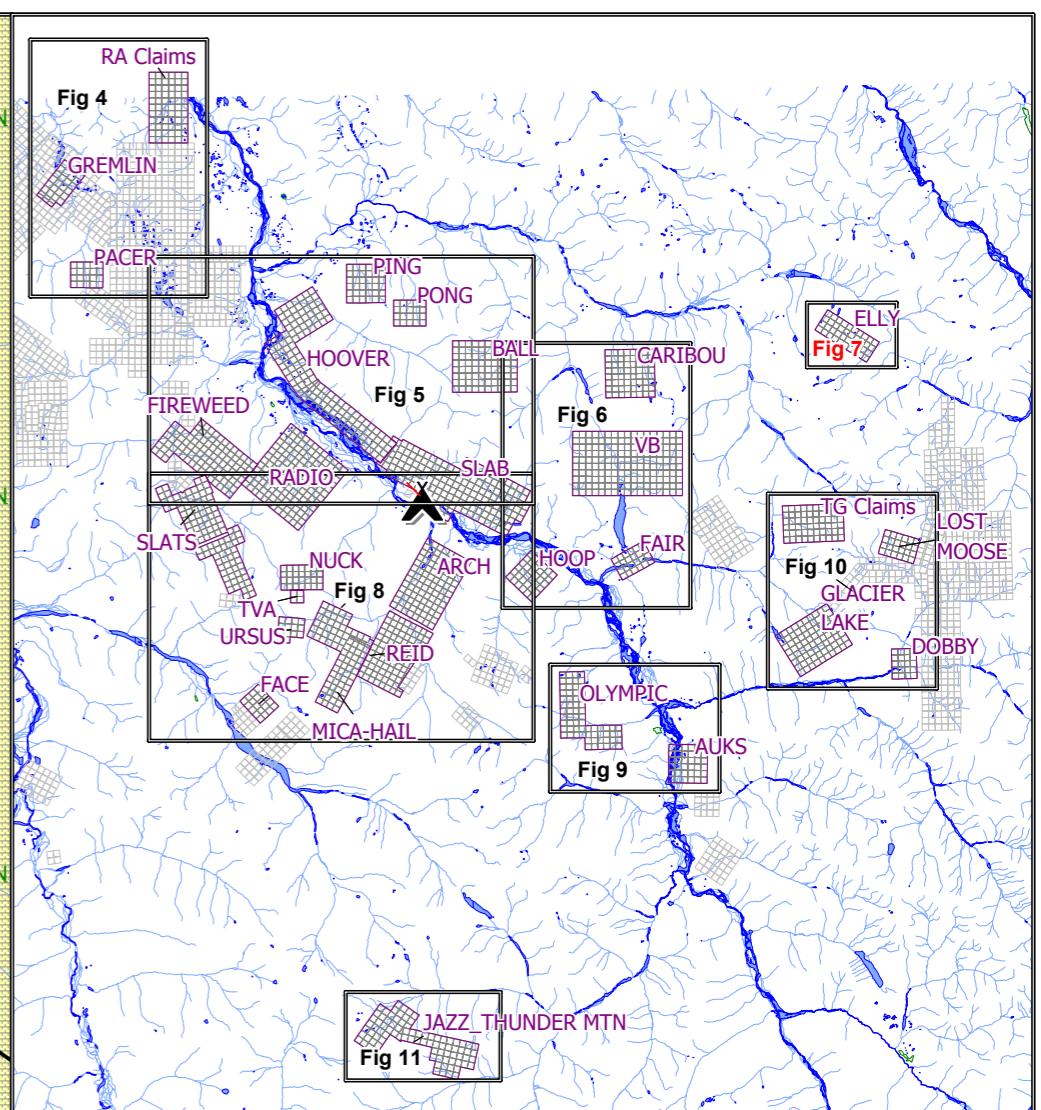 RA Claims
Fig 4
N
GREMLIN
PACER
PING
PONG
ELLY
Fig 7
HOOVER
BALL
CARIBOU
Fig 5
FIREWEED
Fig 6
VB
RADIO
SLAB
N
TG Claims
LOST
SLATS
MOOSE
HOOP
FAIR
NUCK
ARCH
Fig 10
Fig 8
GLACIER
TVA
LAKE
URSUS
REID
DOBBY
FACE
OLYMPIC
MICA-HAIL
AUKS
Fig 9
N
JAZZ_THUNDER MTN
Fig 11